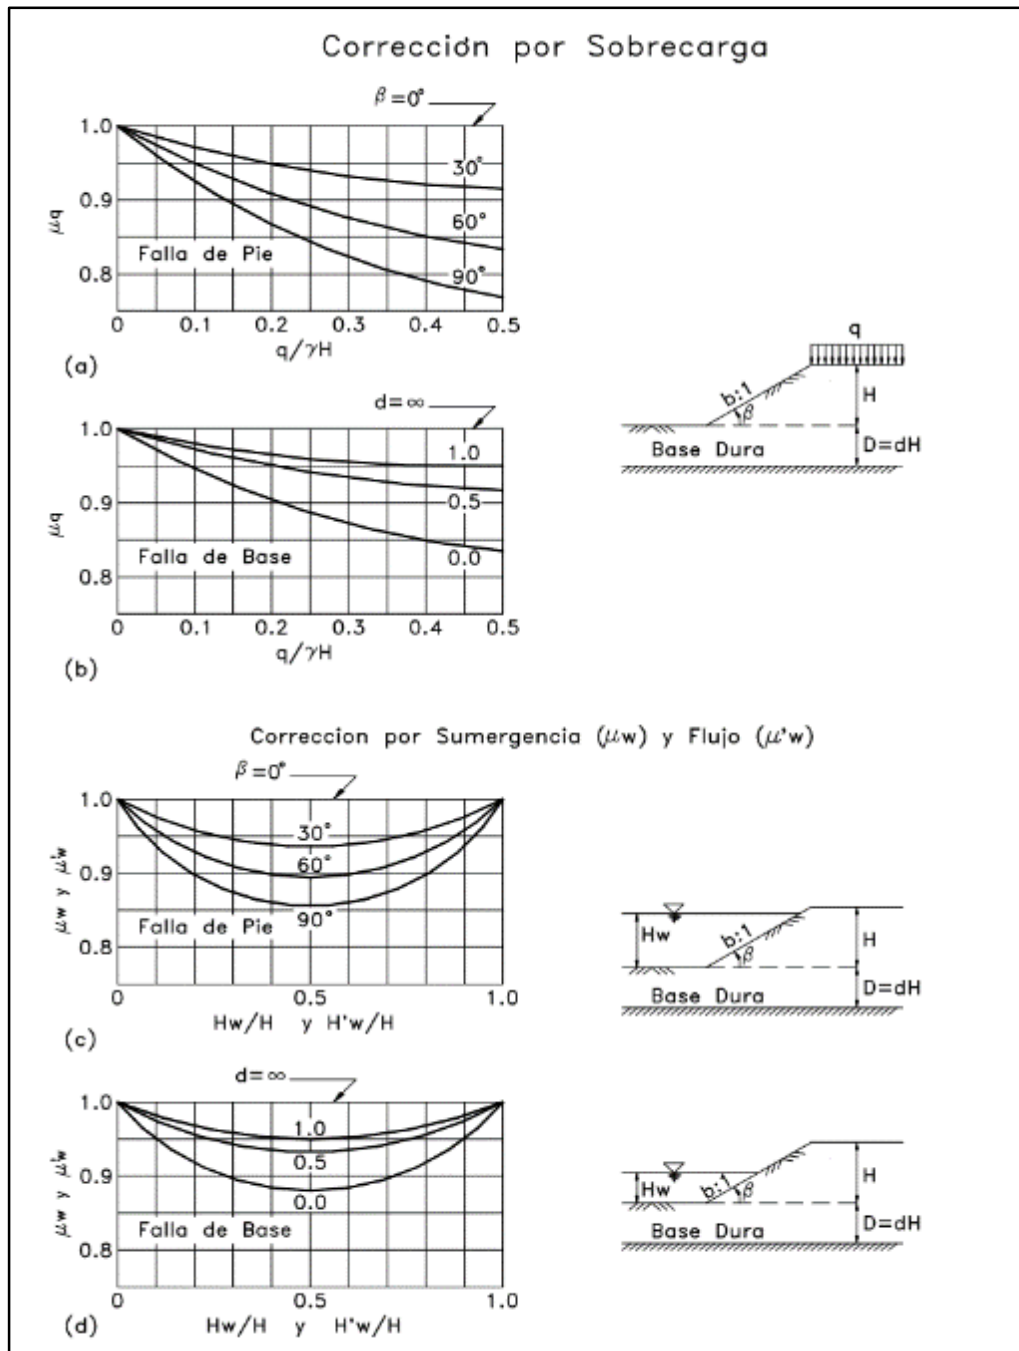 Corrección por Sobrecarga
β=0°
1.0
0.9
0.8
μq
30°
60°
90°
Falla de Pie
0 0.1 0.2 0.3 0.4 0.5
q/γH
(a)
d=∞
1.0
0.9
0.8
μq
1.0
0.5
0.0
Falla de Base
0 0.1 0.2 0.3 0.4 0.5
q/γH
(b)
q
b:1
β
H
Base Dura
D=dH
Correccion por Sumergencia (μw) y Flujo (μ'w)
β=0°
1.0
0.9
0.8
μw y μ'w
30°
60°
90°
Falla de Pie
0 0.5 1.0
Hw/H y H'w/H
(c)
Hw
b:1
β
H
Base Dura
D=dH
d=∞
1.0
0.9
0.8
μw y μ'w
1.0
0.5
0.0
Falla de Base
0 0.5 1.0
Hw/H y H'w/H
(d)
Hw
b:1
β
H
Base Dura
D=dH